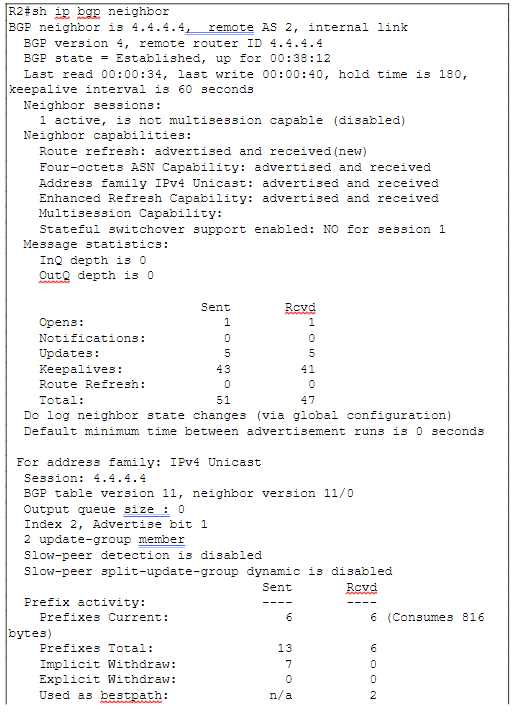 R2#sh ip bgp neighbor
BGP neighbor is 4.4.4.4,  remote AS 2, internal link
  BGP version 4, remote router ID 4.4.4.4
  BGP state = Established, up for 00:38:12
  Last read 00:00:34, last write 00:00:40, hold time is 180,
keepalive interval is 60 seconds
  Neighbor sessions:
    1 active, is not multisession capable (disabled)
  Neighbor capabilities:
    Route refresh: advertised and received(new)
    Four-octets ASN Capability: advertised and received
    Address family IPv4 Unicast: advertised and received
    Enhanced Refresh Capability: advertised and received
    Multisession Capability:
    Stateful switchover support enabled: NO for session 1
  Message statistics:
    InQ depth is 0
    OutQ depth is 0
                         Sent       Rcvd
    Opens:                  1          1
    Notifications:          0          0
    Updates:                5          5
    Keepalives:            43         41
    Route Refresh:          0          0
    Total:                 51         47
  Do log neighbor state changes (via global configuration)
  Default minimum time between advertisement runs is 0 seconds
 For address family: IPv4 Unicast
  Session: 4.4.4.4
  BGP table version 11, neighbor version 11/0
  Output queue size : 0
  Index 2, Advertise bit 1
  2 update-group member
  Slow-peer detection is disabled
  Slow-peer split-update-group dynamic is disabled
                                 Sent       Rcvd
  Prefix activity:               ----       ----
    Prefixes Current:               6          6 (Consumes 816
bytes)
    Prefixes Total:                13          6
    Implicit Withdraw:              7          0
    Explicit Withdraw:              0          0
    Used as bestpath:             n/a          2